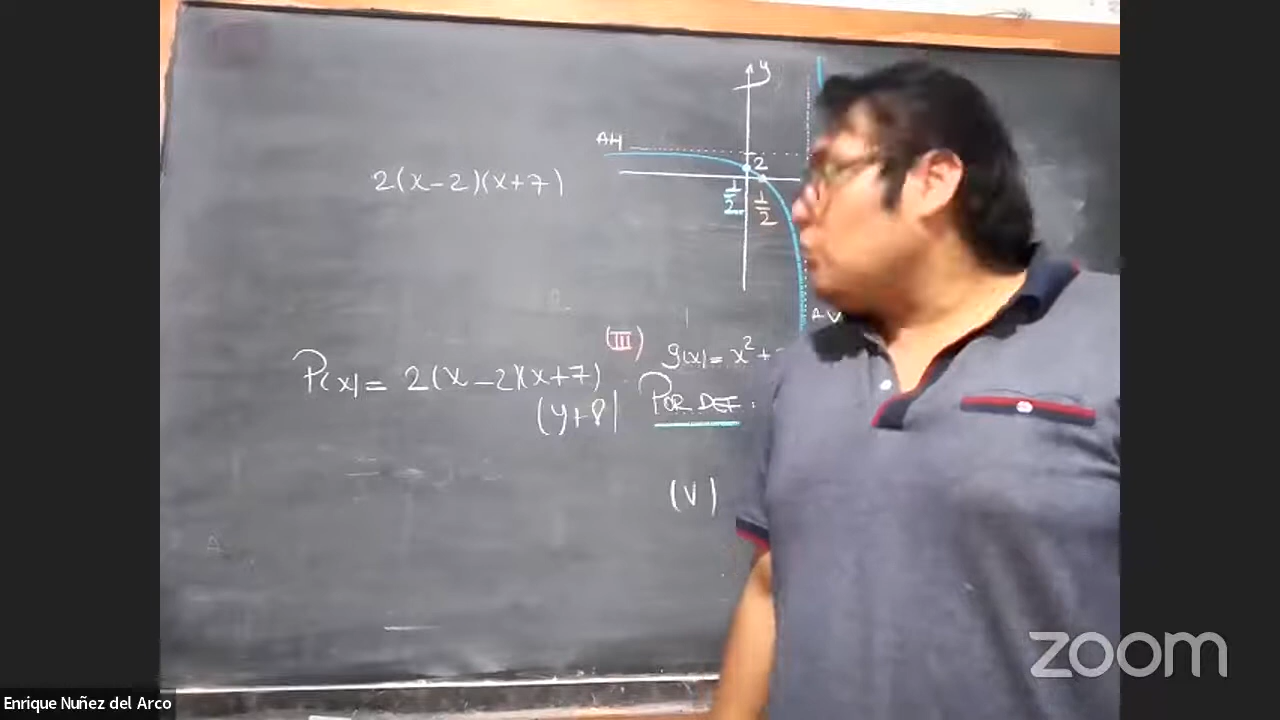 y
AH
2
2(x-2)(x+7)
1/2
1/2
AV
(III) g(x)= x² +
P(x)= 2(x-2)(x+7)
(y+8)
POR DEF :
(V)
zoom
Enrique Nuñez del Arco